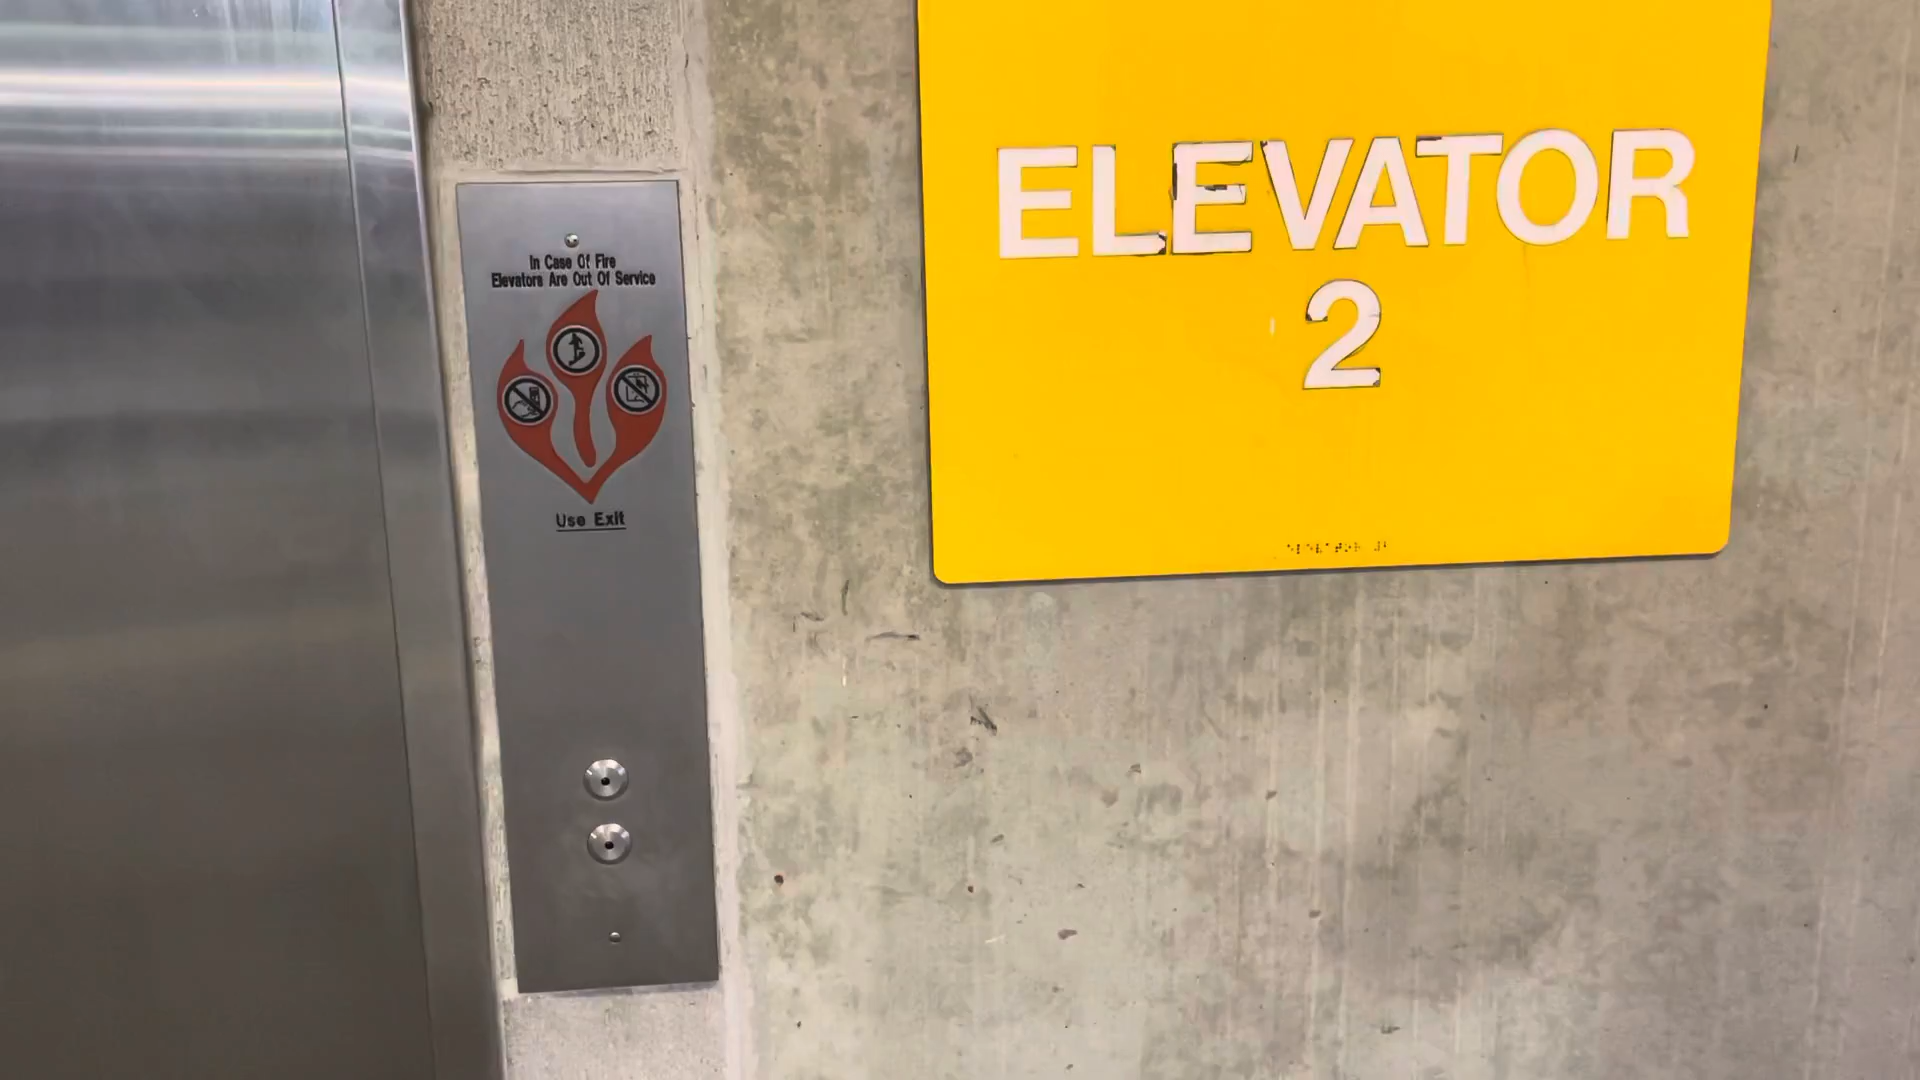 In Case Of Fire
Elevators Are Out Of Service
Use Exit
ELEVATOR
2